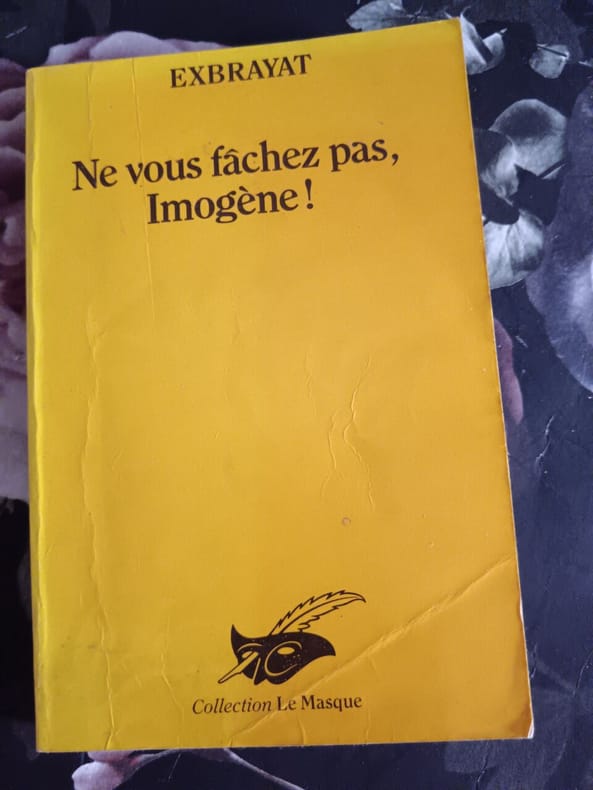 EXBRAYAT
Ne vous fâchez pas,
Imogène !
Collection Le Masque